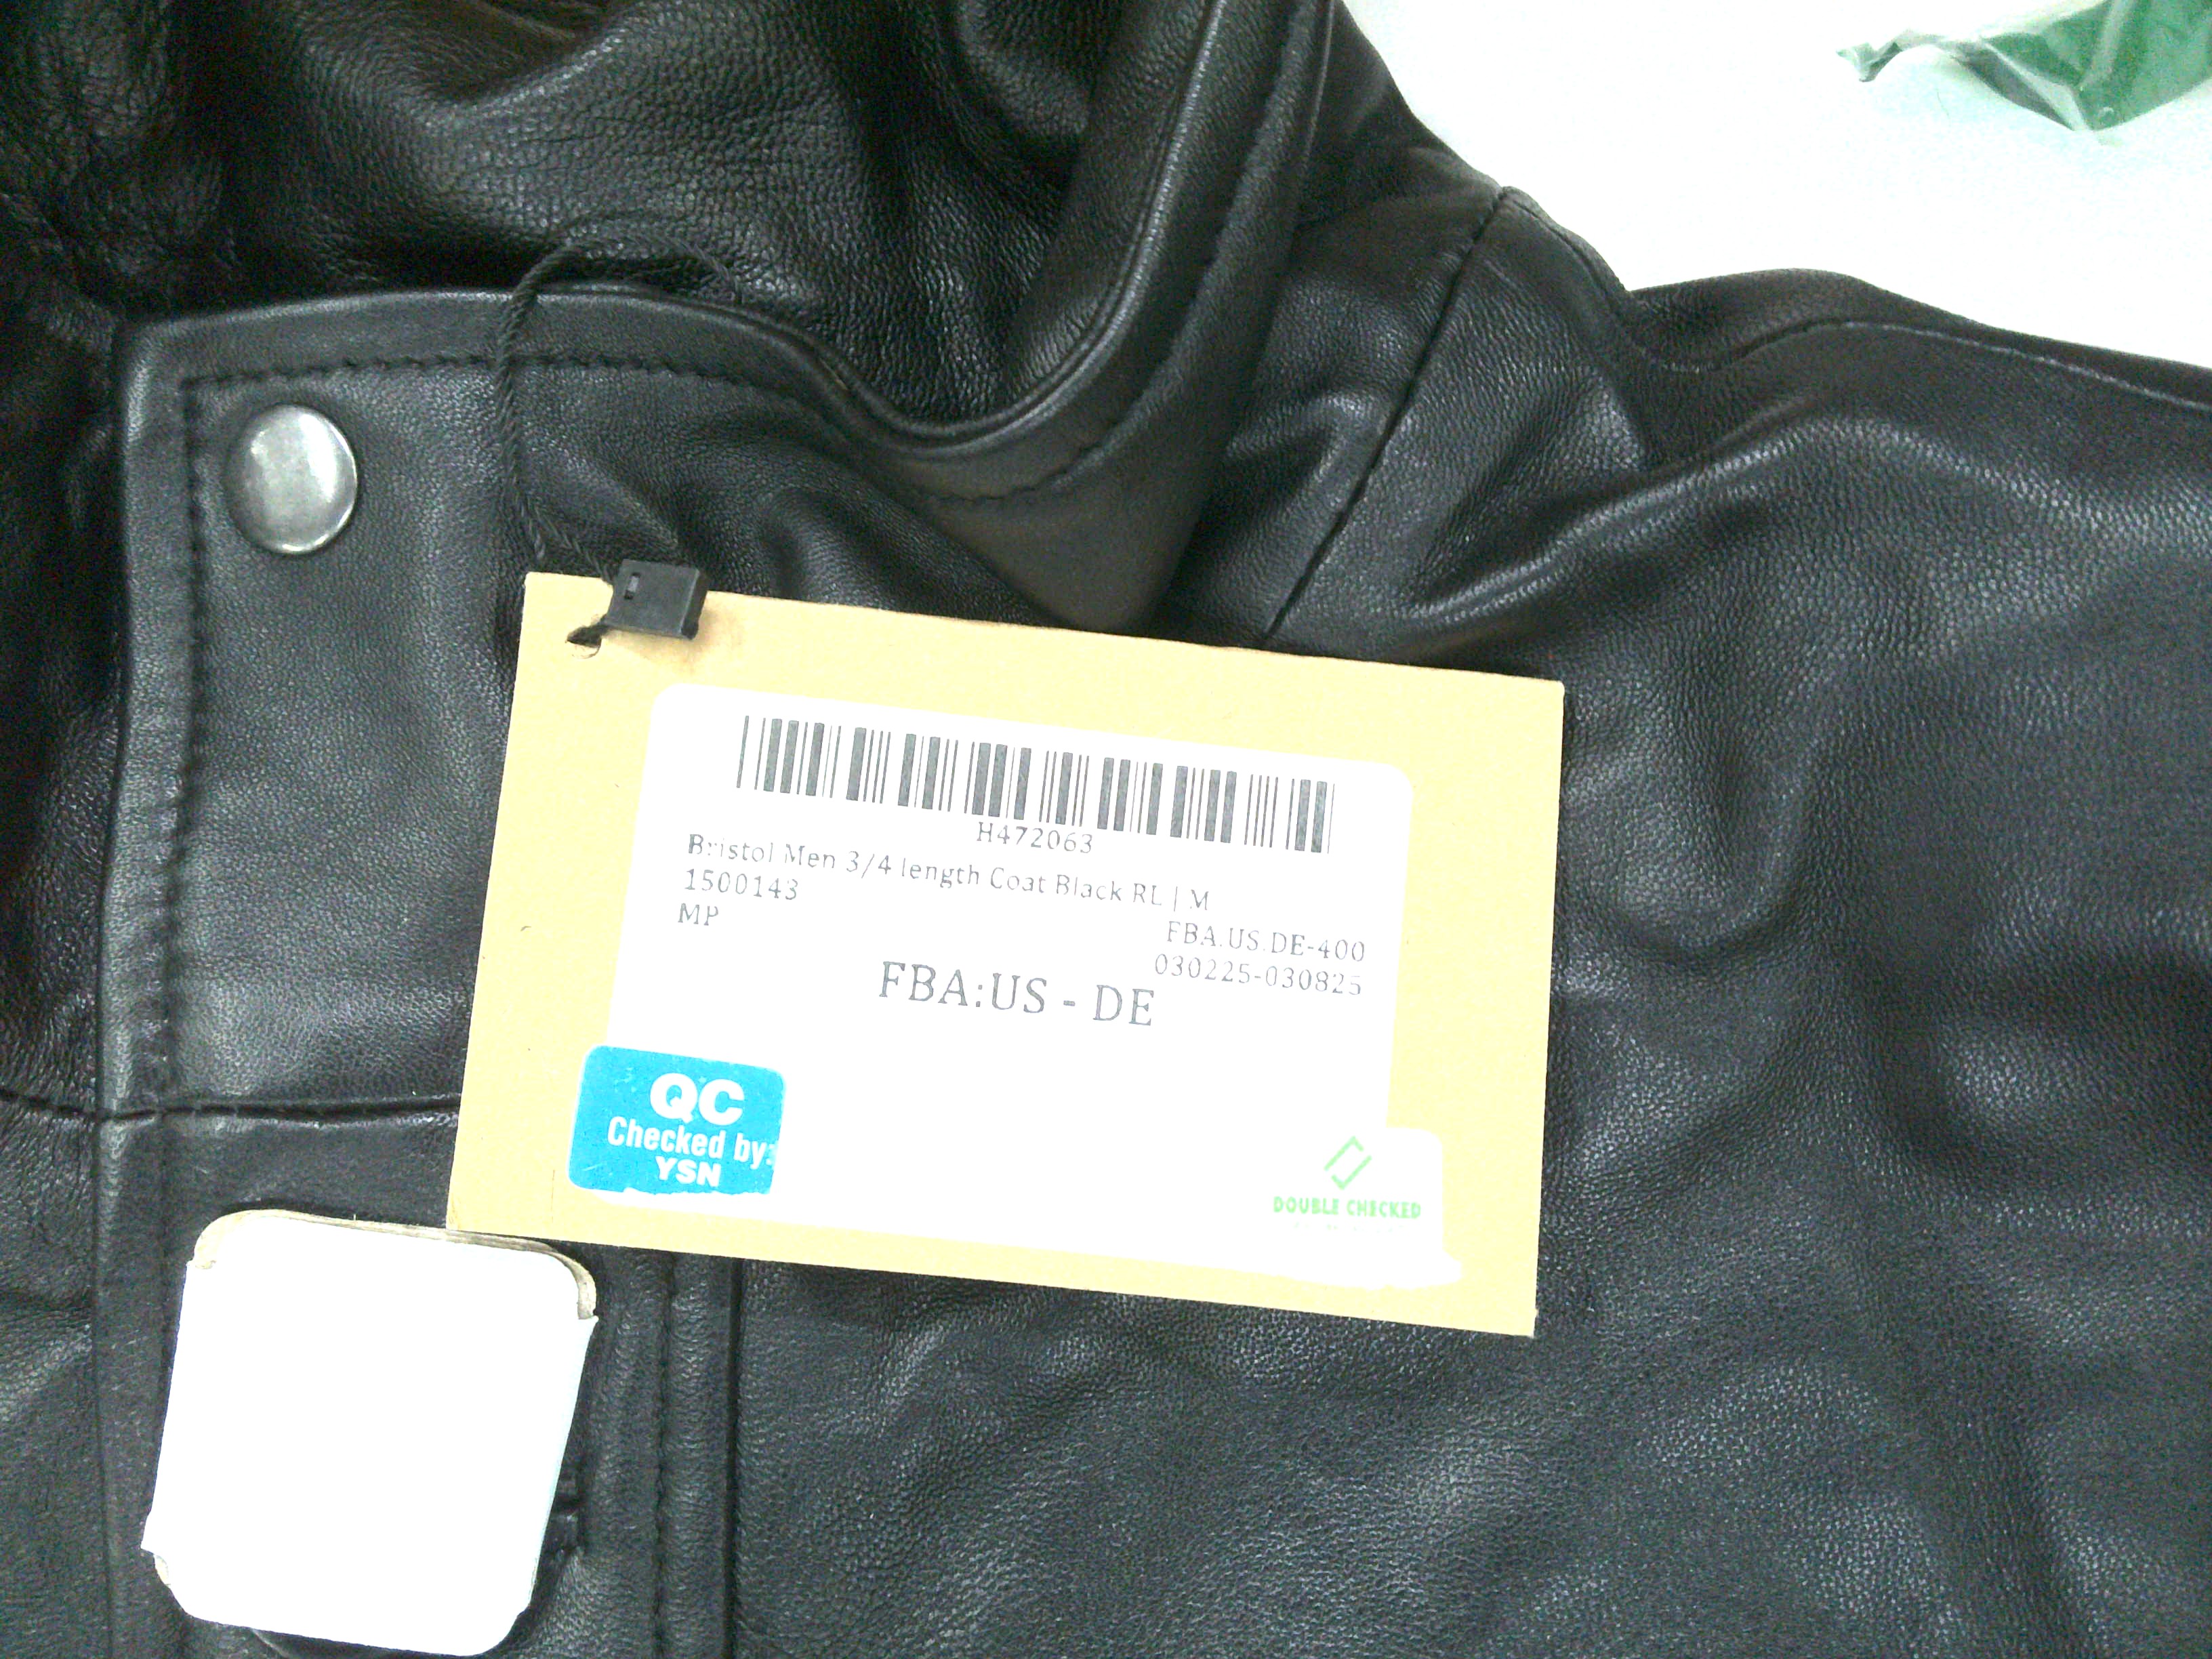 H472063
Bristol Men 3/4 length Coat Black RL | M
1500143
MP
FBA.US.DE-400
030225-030825
FBA:US - DE
QC
Checked by:
YSN
DOUBLE CHECKED